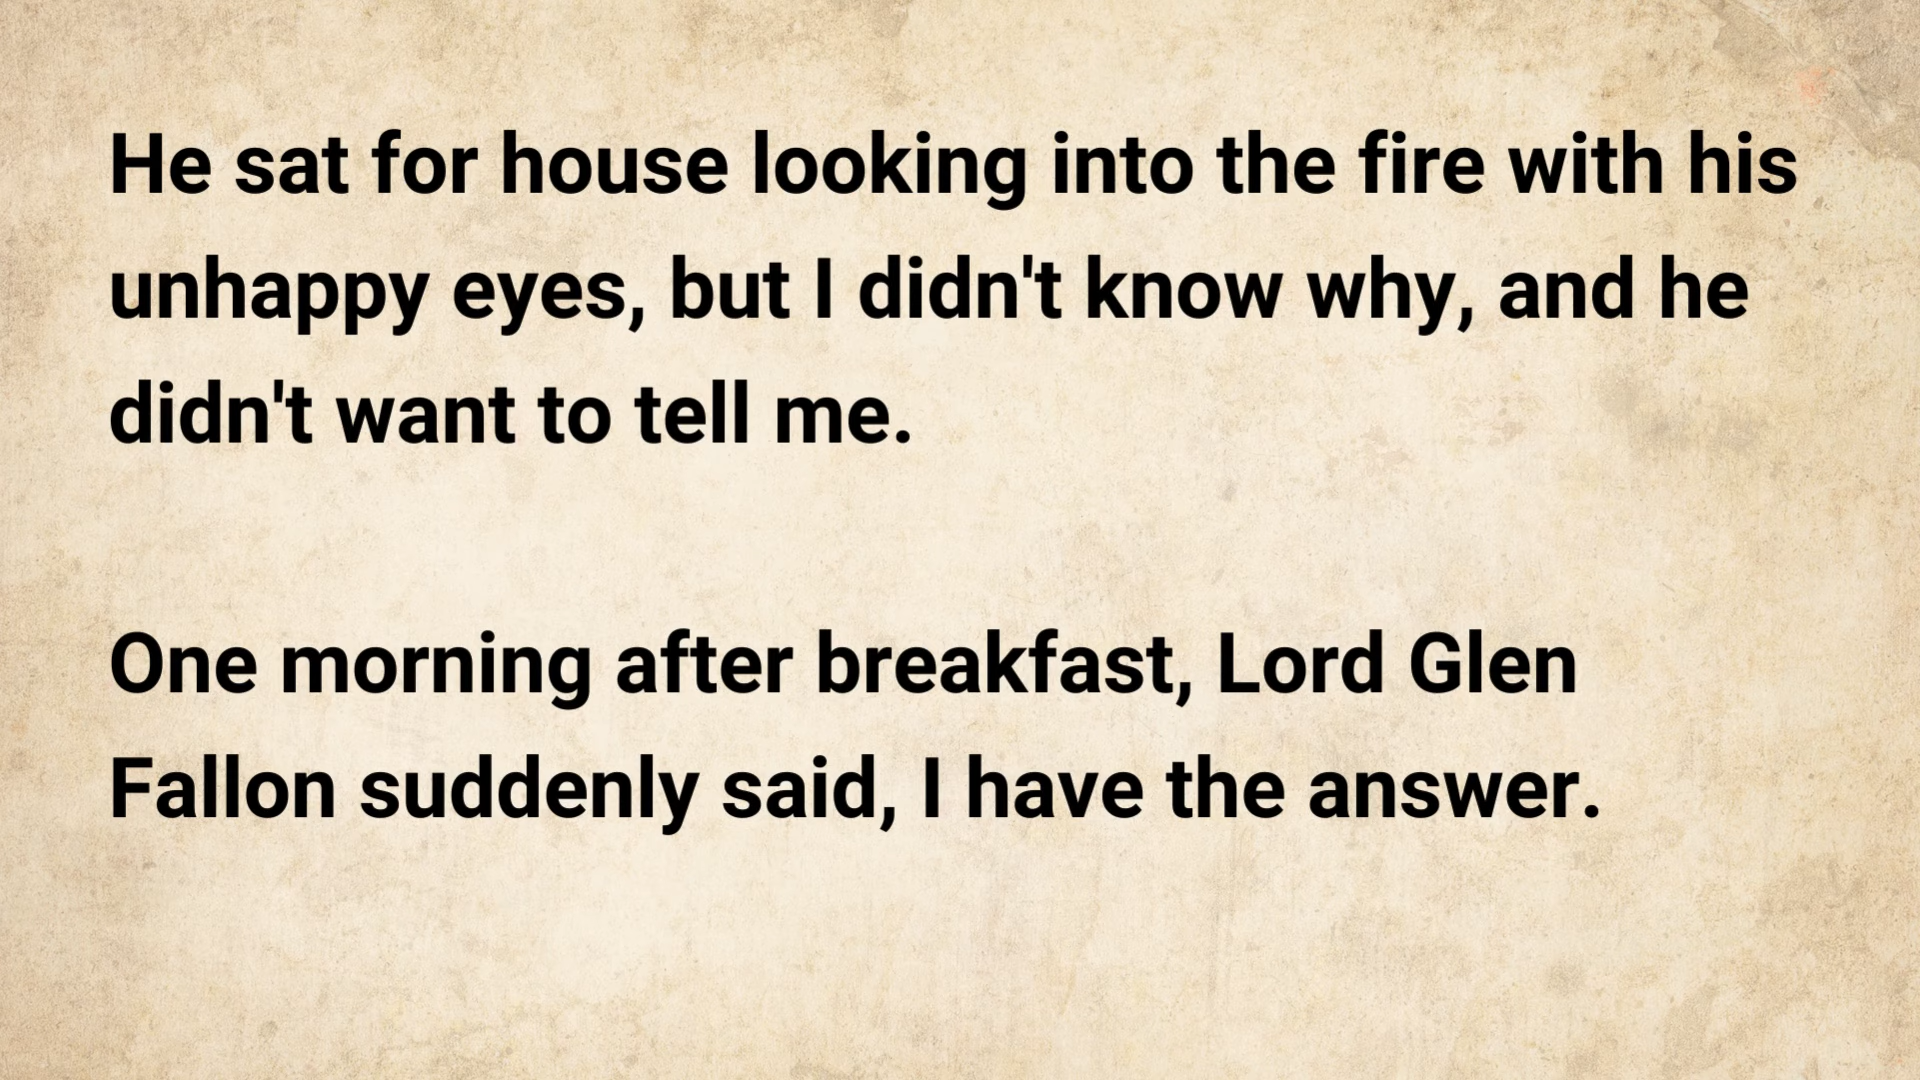 He sat for house looking into the fire with his
unhappy eyes, but I didn't know why, and he
didn't want to tell me.
One morning after breakfast, Lord Glen
Fallon suddenly said, I have the answer.